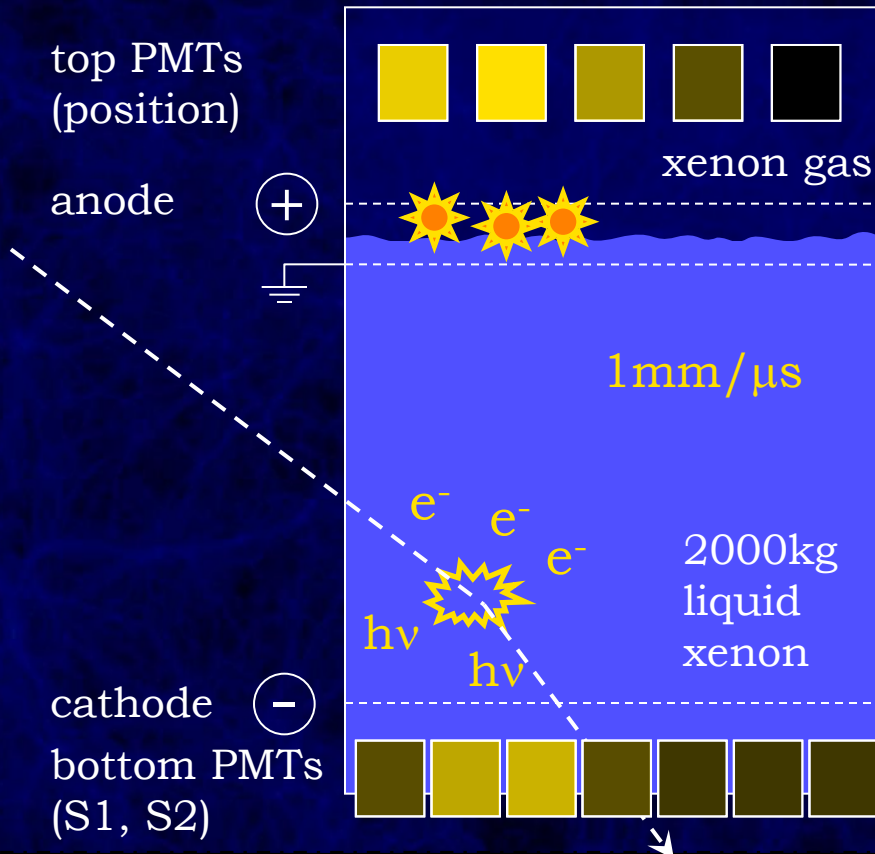 top PMTs
(position)
xenon gas
anode
+
1mm/μs
e-
e-
e-
2000kg
liquid
xenon
hν
hν
cathode
-
bottom PMTs
(S1, S2)